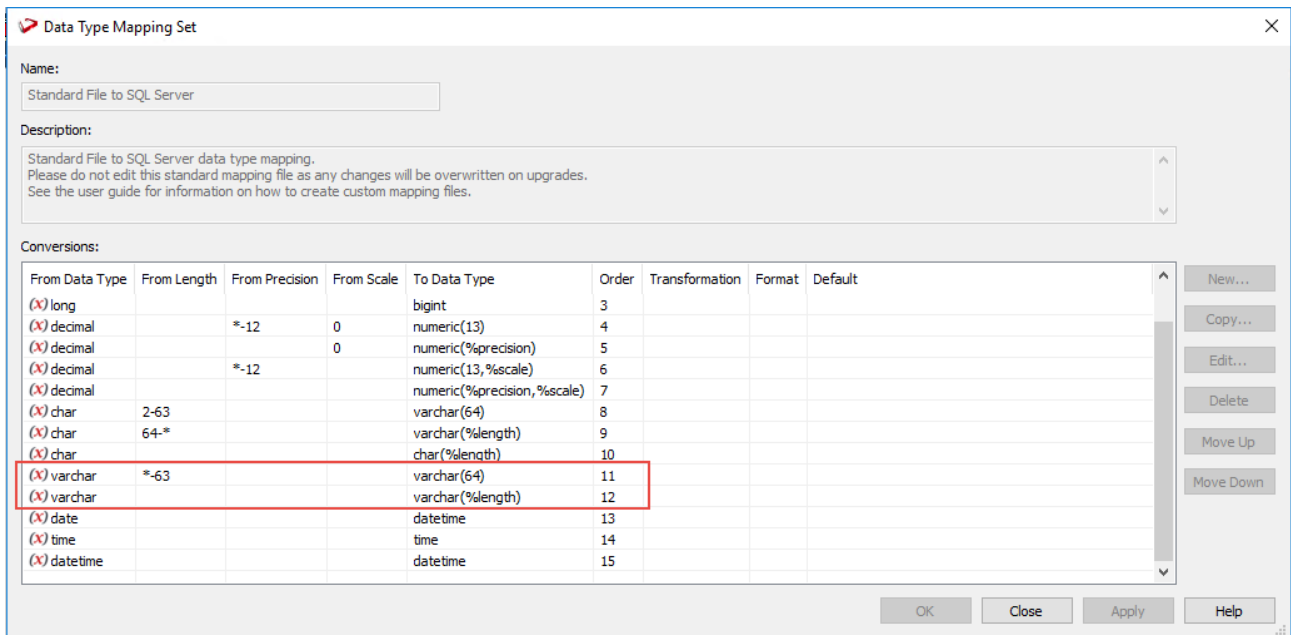 Data Type Mapping Set
Name:
Standard File to SQL Server
Description:
Standard File to SQL Server data type mapping.
Please do not edit this standard mapping file as any changes will be overwritten on upgrades.
See the user guide for information on how to create custom mapping files.
Conversions:
From Data Type From Length From Precision From Scale To Data Type Order Transformation Format Default
(x) long bigint 3
(x) decimal *-12 0 numeric(13) 4
(x) decimal 0 numeric(%precision) 5
(x) decimal *-12 numeric(13,%scale) 6
(x) decimal numeric(%precision,%scale) 7
(x) char 2-63 varchar(64) 8
(x) char 64-* varchar(%length) 9
(x) char char(%length) 10
(x) varchar *-63 varchar(64) 11
(x) varchar varchar(%length) 12
(x) date datetime 13
(x) time time 14
(x) datetime datetime 15
New...
Copy...
Edit...
Delete
Move Up
Move Down
OK Close Apply Help